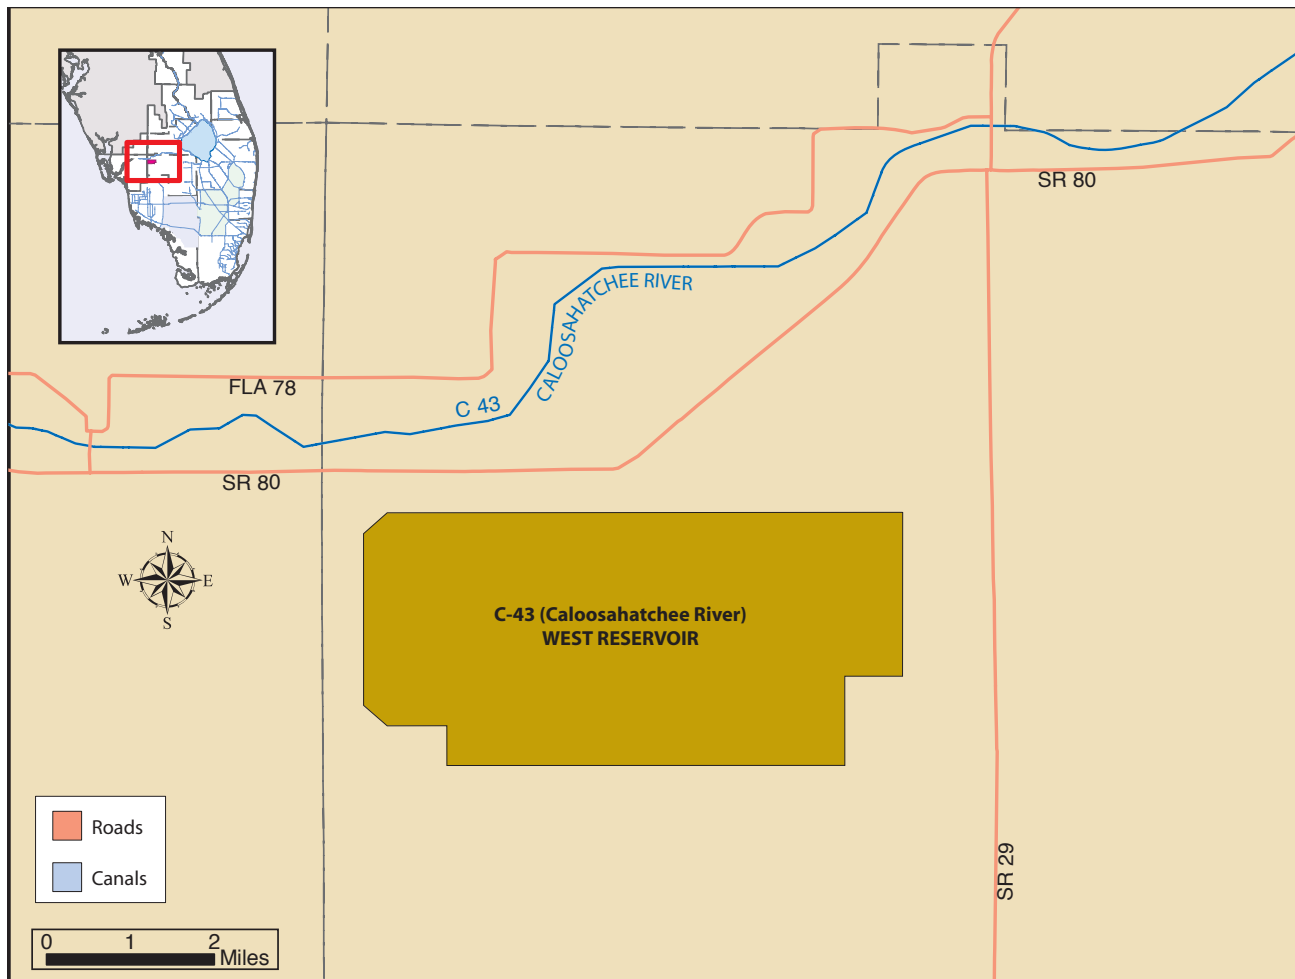 SR 80
CALOOSAHATCHEE RIVER
FLA 78
C 43
SR 80
N
W E
S
C-43 (Caloosahatchee River)
WEST RESERVOIR
Roads
Canals
SR 29
0 1 2
Miles